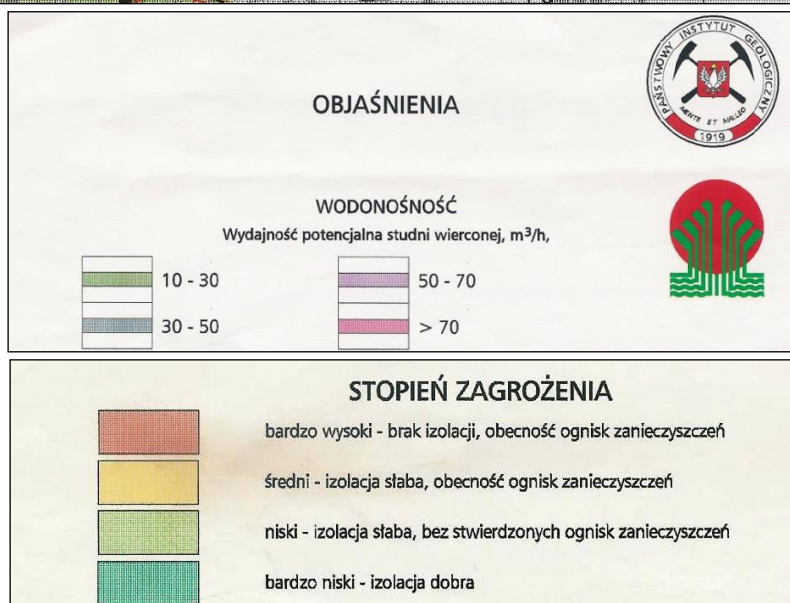 OBJAŚNIENIA
PAŃSTWOWY INSTYTUT GEOLOGICZNY
MENTE ET MALLEO
1919
WODONOŚNOŚĆ
Wydajność potencjalna studni wierconej, m³/h,
10 - 30
50 - 70
30 - 50
> 70
STOPIEŃ ZAGROŻENIA
bardzo wysoki - brak izolacji, obecność ognisk zanieczyszczeń
średni - izolacja słaba, obecność ognisk zanieczyszczeń
niski - izolacja słaba, bez stwierdzonych ognisk zanieczyszczeń
bardzo niski - izolacja dobra